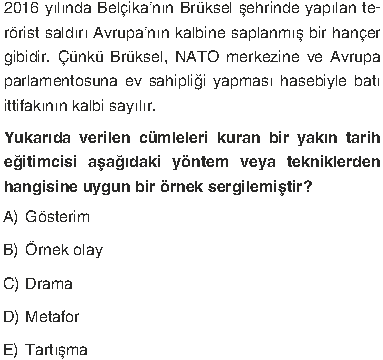 2016 yılında Belçika'nın Brüksel şehrinde yapılan te-
rörist saldırı Avrupa'nın kalbine saplanmış bir hançer
gibidir. Çünkü Brüksel, NATO merkezine ve Avrupa
parlamentosuna ev sahipliği yapması hasebiyle batı
ittifakının kalbi sayılır.
Yukarıda verilen cümleleri kuran bir yakın tarih
eğitimcisi aşağıdaki yöntem veya tekniklerden
hangisine uygun bir örnek sergilemiştir?
A) Gösterim
B) Örnek olay
C) Drama
D) Metafor
E) Tartışma